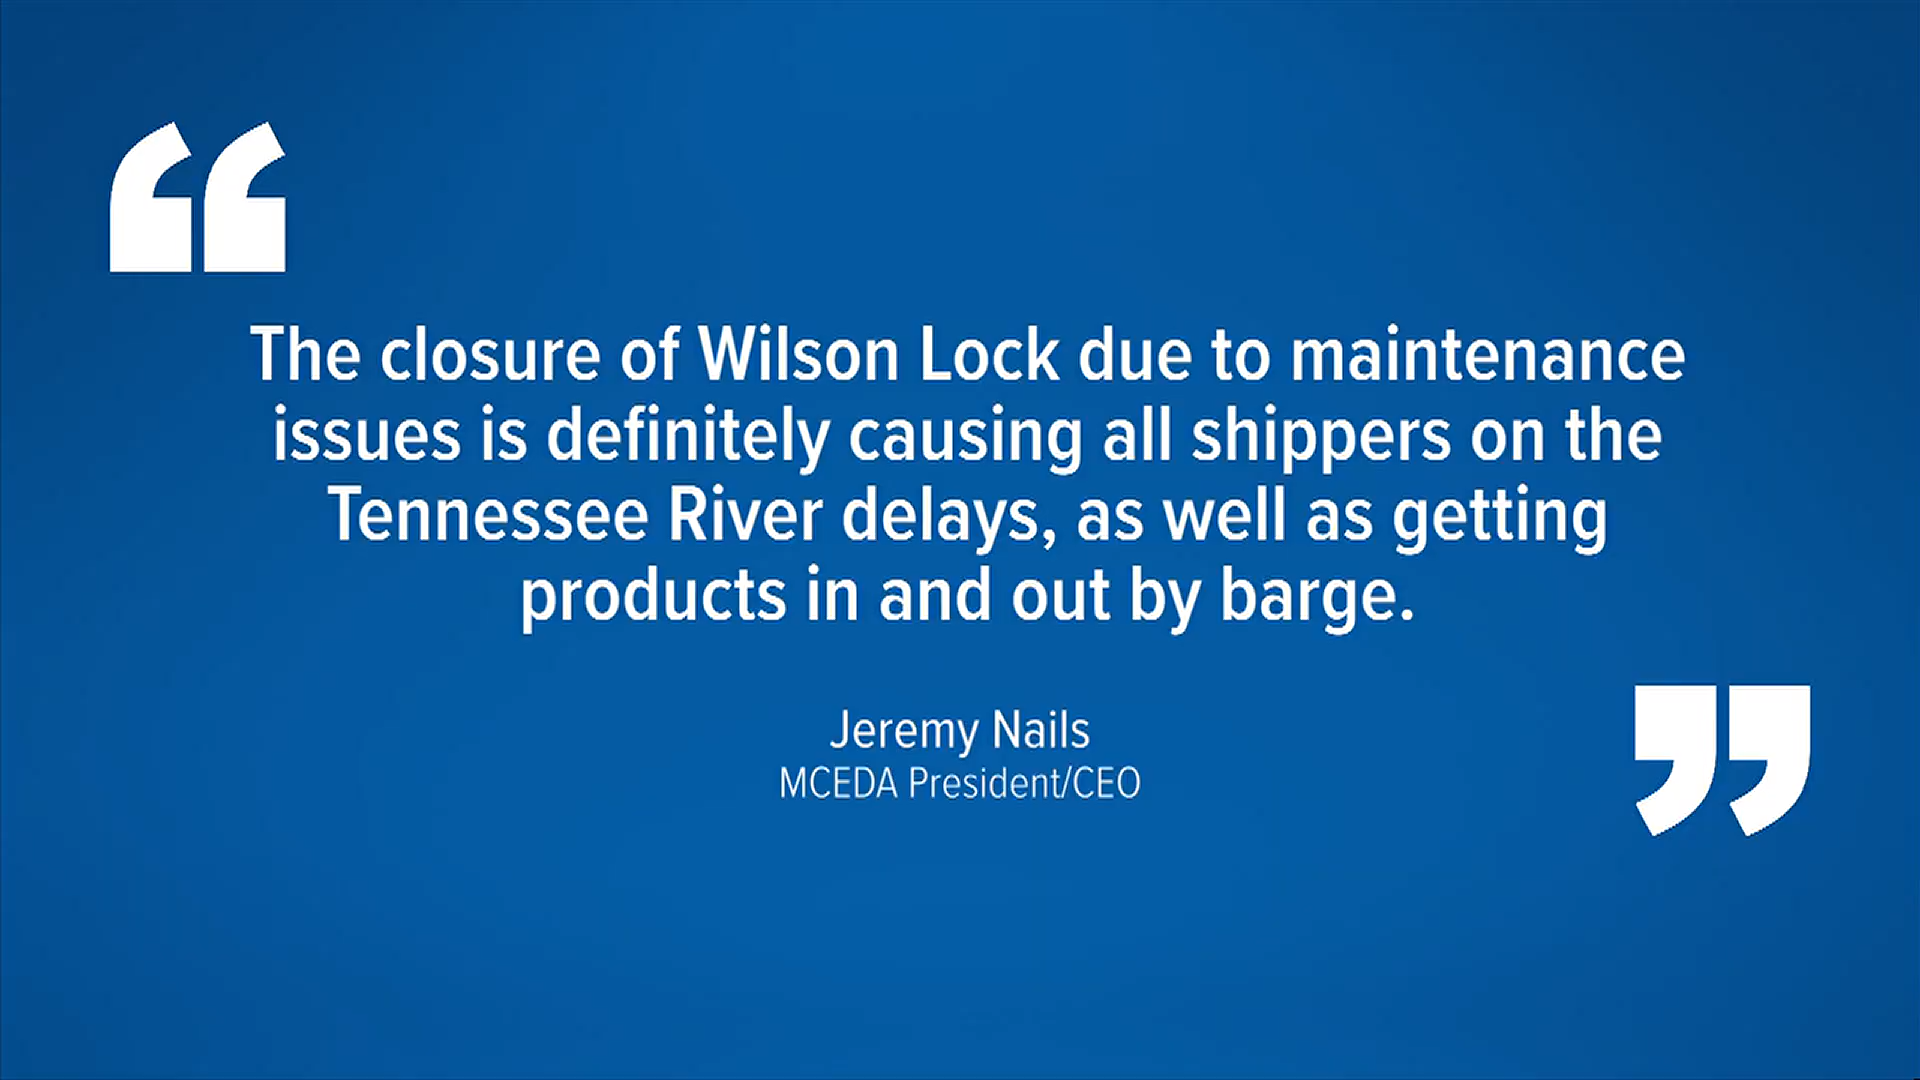 “
The closure of Wilson Lock due to maintenance
issues is definitely causing all shippers on the
Tennessee River delays, as well as getting
products in and out by barge.
”
Jeremy Nails
MCEDA President/CEO